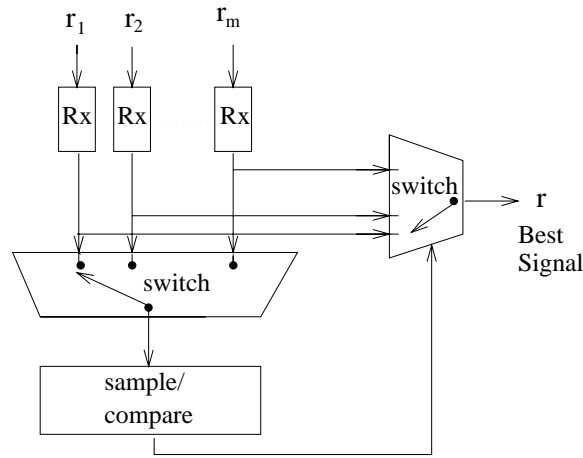 r1 r2 rm
Rx Rx Rx
switch
r
Best
Signal
switch
sample/
compare